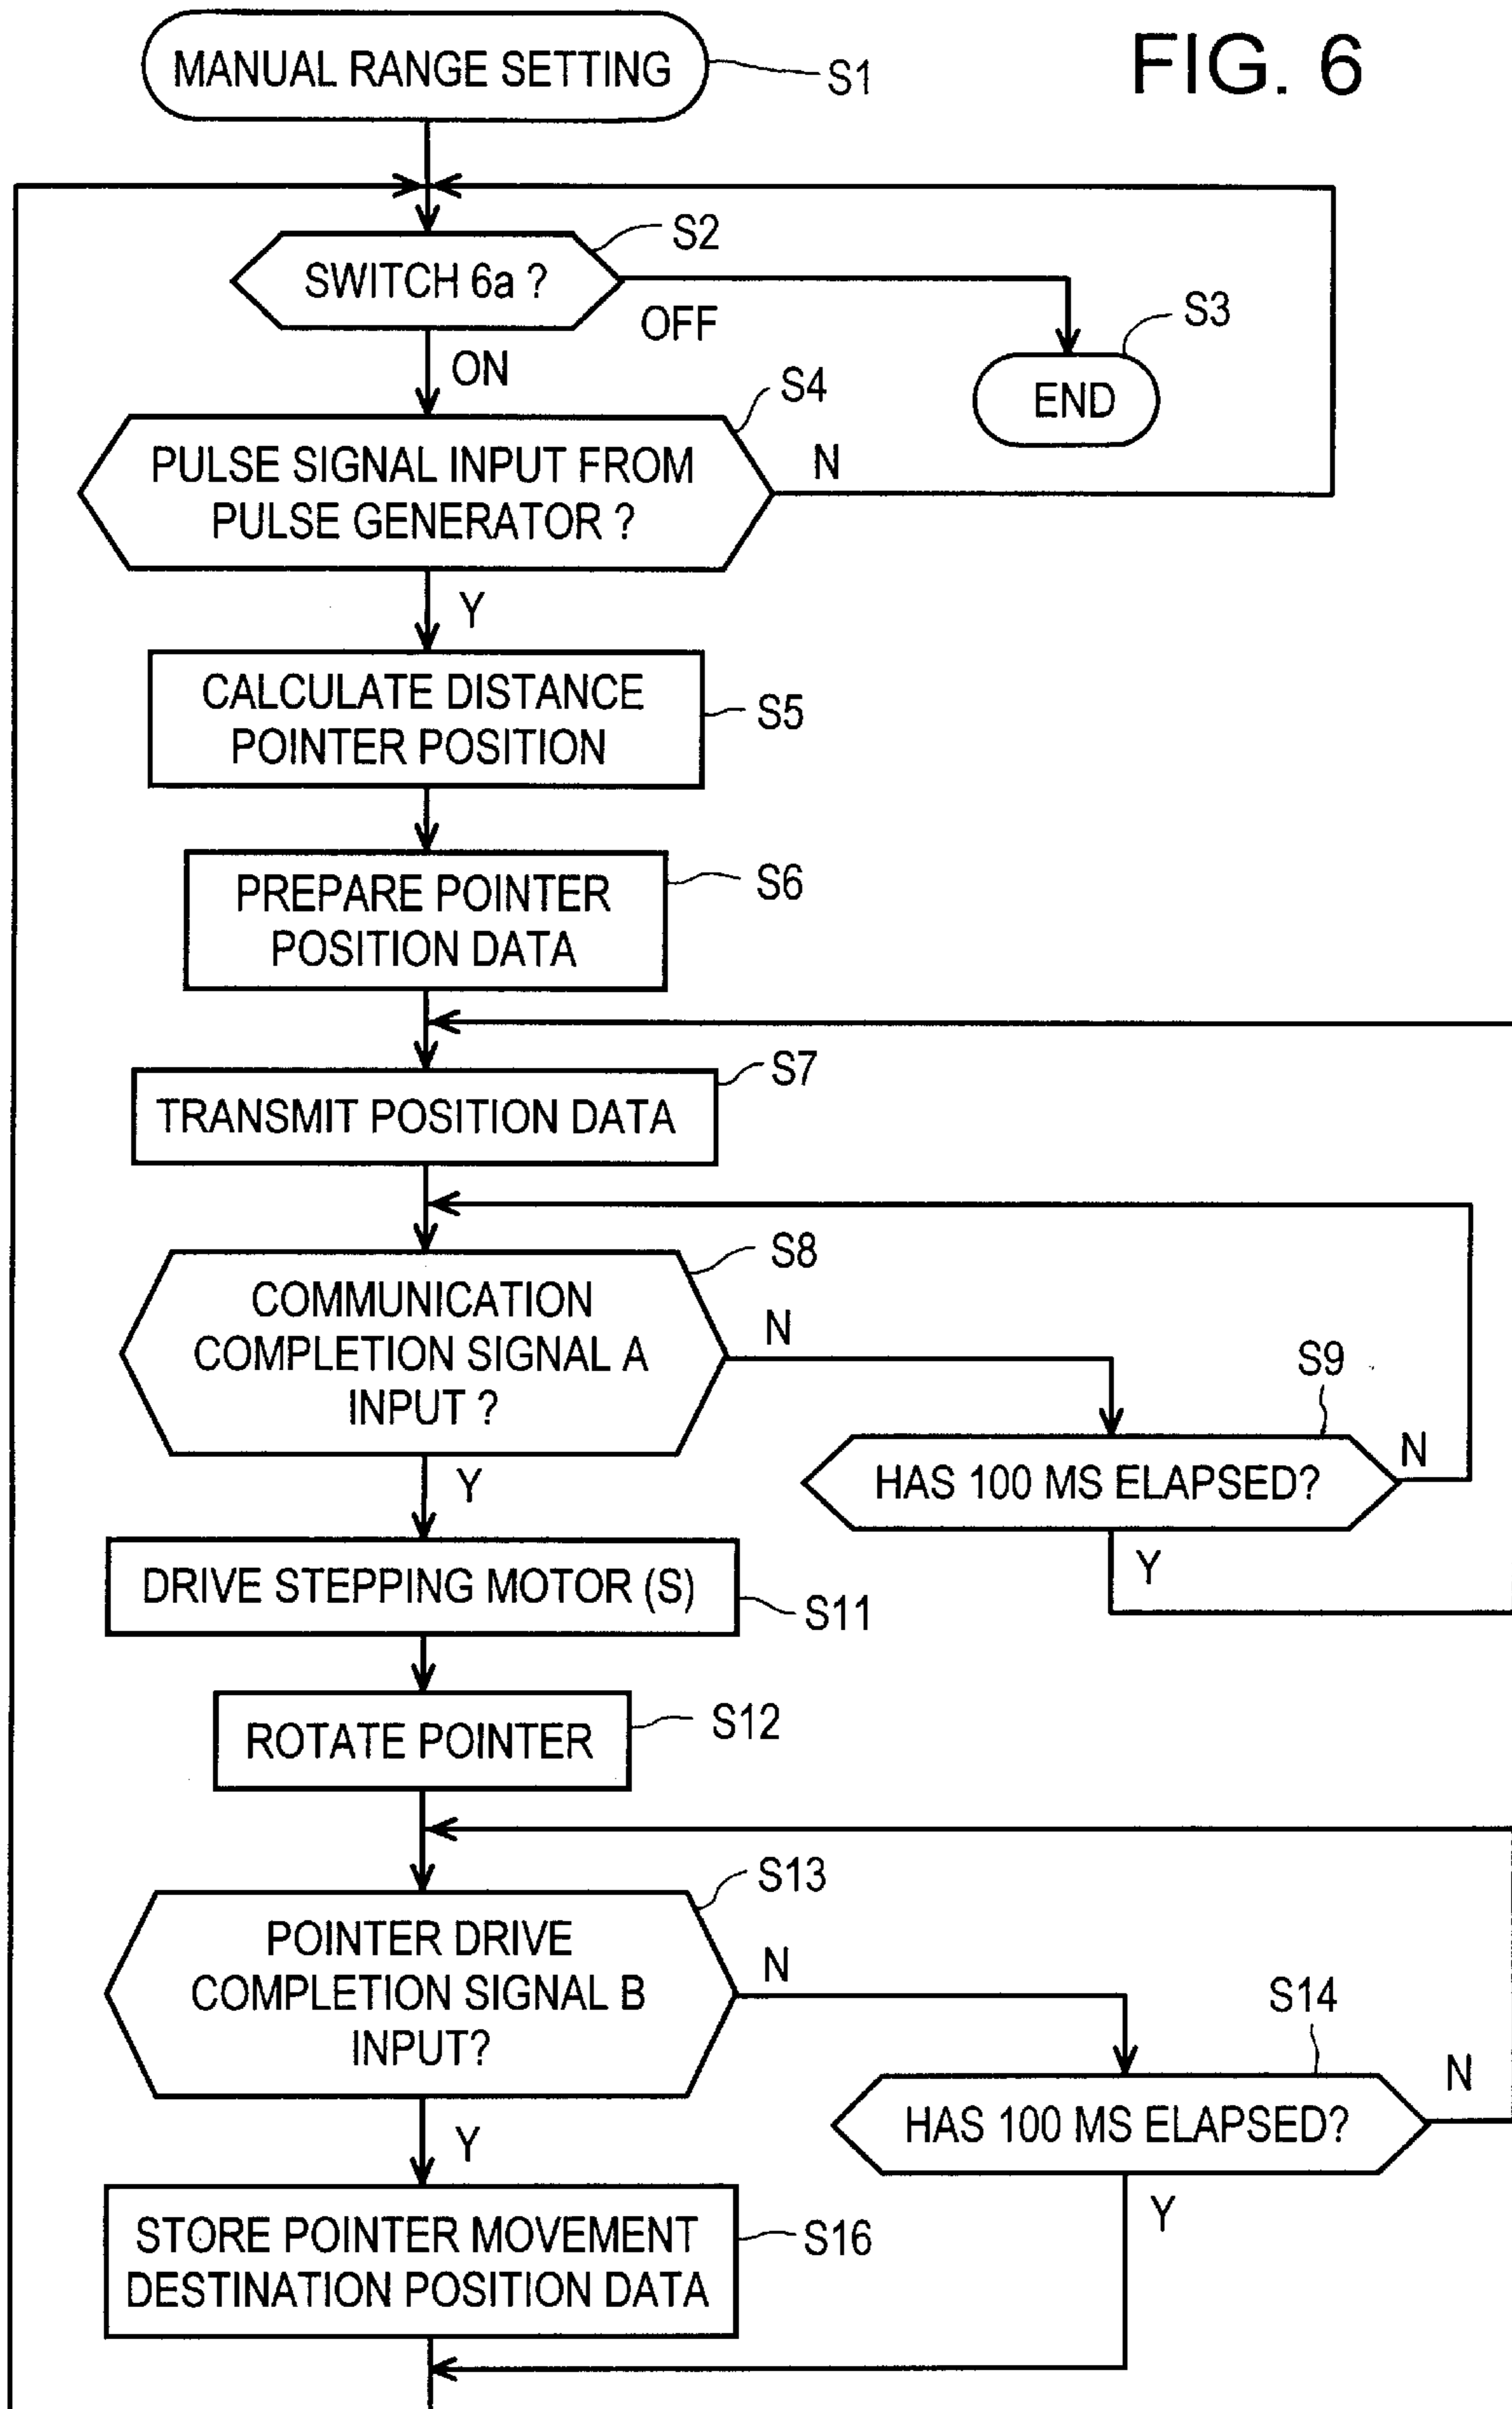 FIG. 6
MANUAL RANGE SETTING
S1
S2
SWITCH 6a ?
OFF
ON
S3
END
S4
PULSE SIGNAL INPUT FROM
PULSE GENERATOR ?
N
Y
CALCULATE DISTANCE
POINTER POSITION
S5
PREPARE POINTER
POSITION DATA
S6
S7
TRANSMIT POSITION DATA
S8
COMMUNICATION
COMPLETION SIGNAL A
INPUT ?
N
Y
S9
HAS 100 MS ELAPSED?
N
Y
DRIVE STEPPING MOTOR (S)
S11
ROTATE POINTER
S12
S13
POINTER DRIVE
COMPLETION SIGNAL B
INPUT?
N
Y
S14
HAS 100 MS ELAPSED?
N
Y
STORE POINTER MOVEMENT
DESTINATION POSITION DATA
S16